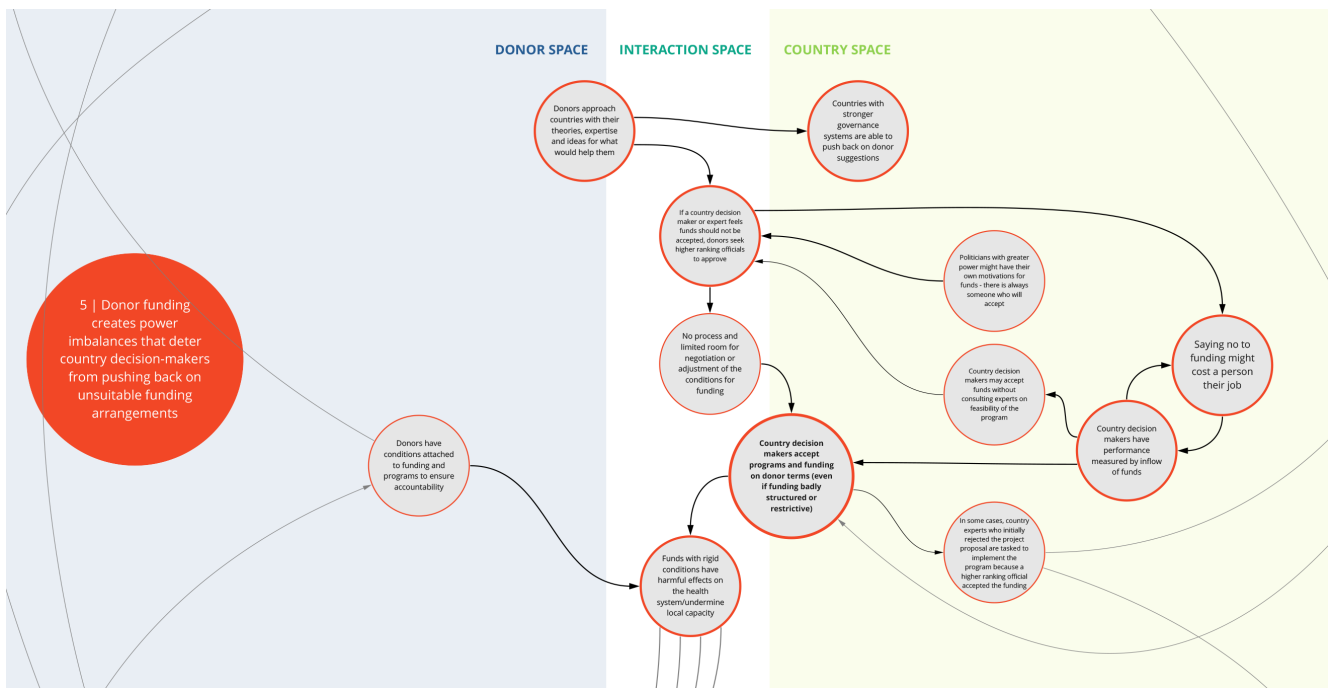 DONOR SPACE
INTERACTION SPACE
COUNTRY SPACE
Donors approach
countries with their
theories, expertise
and ideas for what
would help them
Countries with
stronger
governance
systems are able to
push back on donor
suggestions
If a country decision
maker or expert feels
funds should not be
accepted, donors seek
higher ranking officials
to approve
Politicians with greater
power might have their
own motivations for
funds - there is always
someone who will
accept
5 | Donor funding
creates power
imbalances that deter
country decision-makers
from pushing back on
unsuitable funding
arrangements
No process and
limited room for
negotiation or
adjustment of the
conditions for
funding
Saying no to
funding might
cost a person
their job
Country decision
makers may accept
funds without
consulting experts on
feasibility of the
program
Donors have
conditions attached
to funding and
programs to ensure
accountability
Country decision
makers accept
programs and funding
on donor terms (even
if funding badly
structured or
restrictive)
Country decision
makers have
performance
measured by inflow
of funds
In some cases, country
experts who initially
rejected the project
proposal are tasked to
implement the
program because a
higher ranking official
accepted the funding
Funds with rigid
conditions have
harmful effects on
the health
system/undermine
local capacity